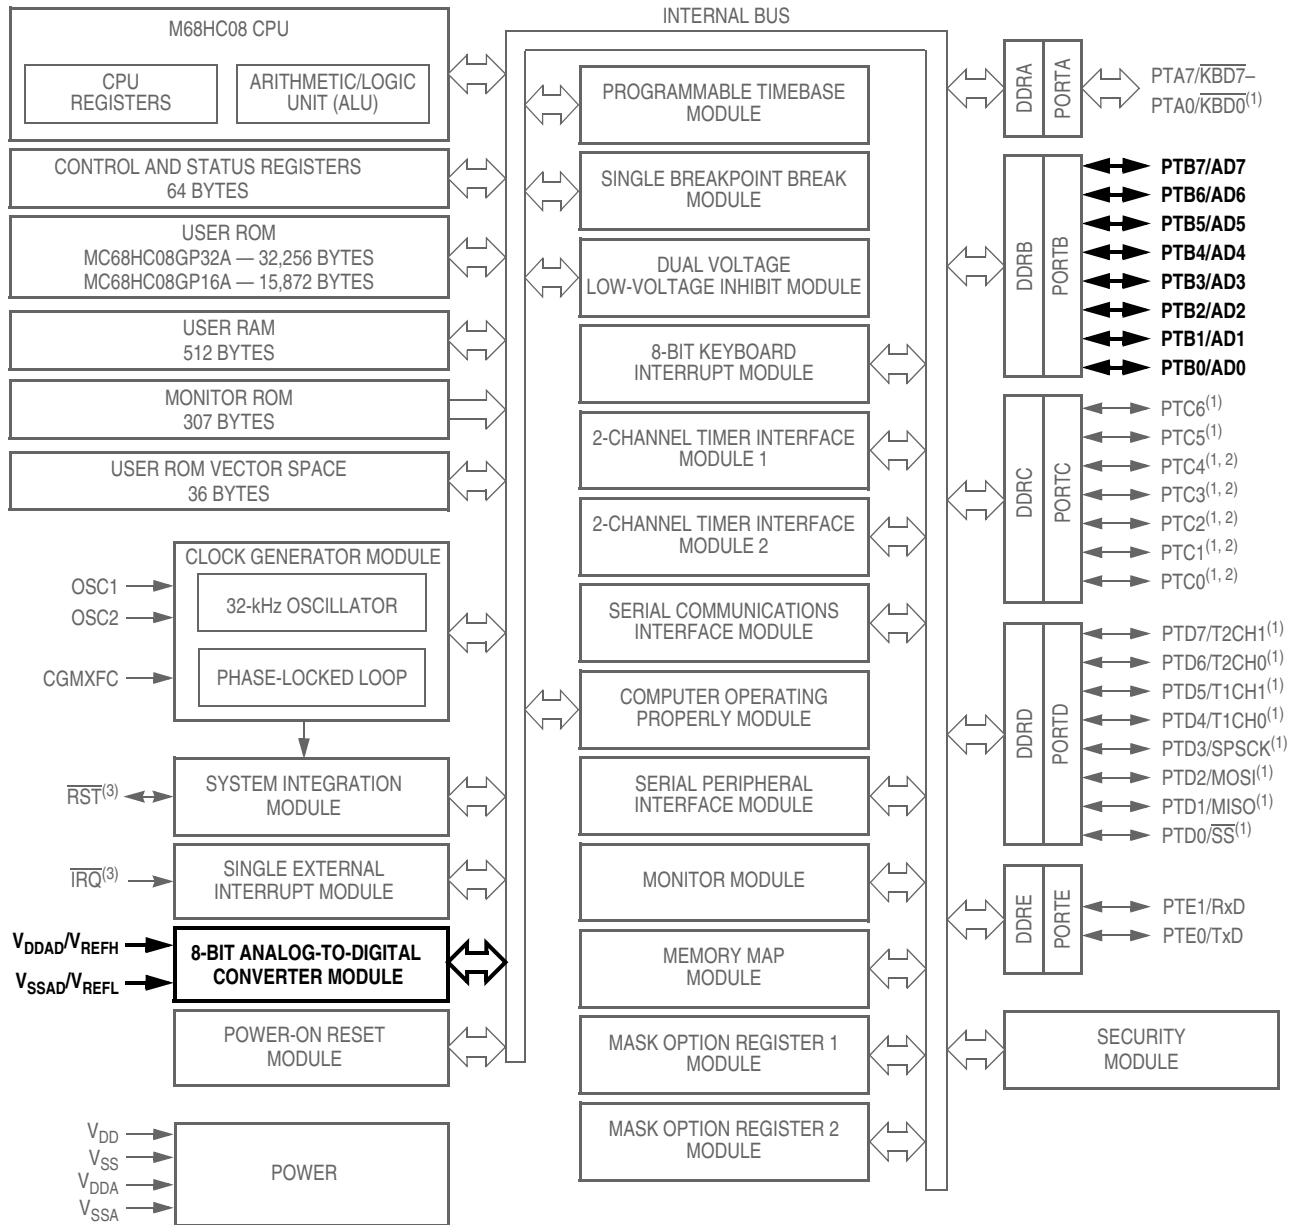 INTERNAL BUS
M68HC08 CPU
CPU
REGISTERS
ARITHMETIC/LOGIC
UNIT (ALU)
CONTROL AND STATUS REGISTERS
64 BYTES
USER ROM
MC68HC08GP32A — 32,256 BYTES
MC68HC08GP16A — 15,872 BYTES
USER RAM
512 BYTES
MONITOR ROM
307 BYTES
USER ROM VECTOR SPACE
36 BYTES
CLOCK GENERATOR MODULE
32-kHz OSCILLATOR
PHASE-LOCKED LOOP
OSC1
OSC2
CGMXFC
SYSTEM INTEGRATION
MODULE
RST(3)
SINGLE EXTERNAL
INTERRUPT MODULE
IRQ(3)
8-BIT ANALOG-TO-DIGITAL
CONVERTER MODULE
VDDAD/VREFH
VSSAD/VREFL
POWER-ON RESET
MODULE
POWER
VDD
VSS
VDDA
VSSA
PROGRAMMABLE TIMEBASE
MODULE
SINGLE BREAKPOINT BREAK
MODULE
DUAL VOLTAGE
LOW-VOLTAGE INHIBIT MODULE
8-BIT KEYBOARD
INTERRUPT MODULE
2-CHANNEL TIMER INTERFACE
MODULE 1
2-CHANNEL TIMER INTERFACE
MODULE 2
SERIAL COMMUNICATIONS
INTERFACE MODULE
COMPUTER OPERATING
PROPERLY MODULE
SERIAL PERIPHERAL
INTERFACE MODULE
MONITOR MODULE
MEMORY MAP
MODULE
MASK OPTION REGISTER 1
MODULE
MASK OPTION REGISTER 2
MODULE
DDRA
PORTA
PTA7/KBD7–
PTA0/KBD0(1)
DDRB
PORTB
PTB7/AD7
PTB6/AD6
PTB5/AD5
PTB4/AD4
PTB3/AD3
PTB2/AD2
PTB1/AD1
PTB0/AD0
DDRC
PORTC
PTC6(1)
PTC5(1)
PTC4(1, 2)
PTC3(1, 2)
PTC2(1, 2)
PTC1(1, 2)
PTC0(1, 2)
DDRD
PORTD
PTD7/T2CH1(1)
PTD6/T2CH0(1)
PTD5/T1CH1(1)
PTD4/T1CH0(1)
PTD3/SPSCK(1)
PTD2/MOSI(1)
PTD1/MISO(1)
PTD0/SS(1)
DDRE
PORTE
PTE1/RxD
PTE0/TxD
SECURITY
MODULE